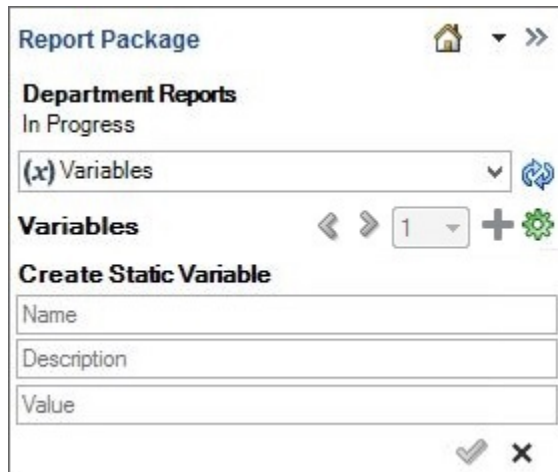 Report Package
Department Reports
In Progress
(x) Variables
Variables 1
Create Static Variable
Name
Description
Value